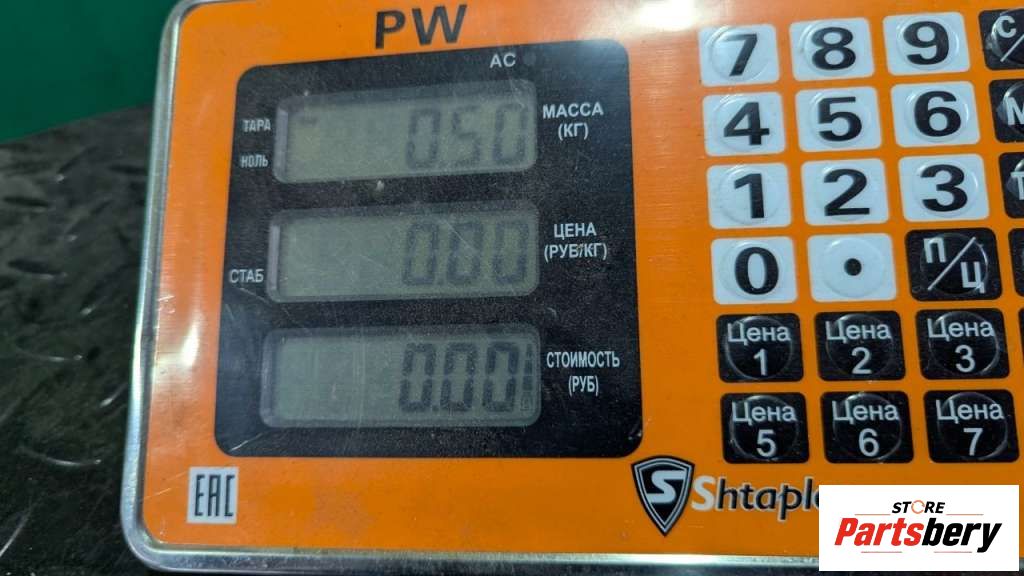 PW
AC
ТАРА
НОЛЬ
0.50
МАССА
(КГ)
СТАБ
0.00
ЦЕНА
(РУБ/КГ)
0.00
СТОИМОСТЬ
(РУБ)
7 8 9 С/
4 5 6 М
1 2 3 Т
0 . П/Ц
Цена 1 Цена 2 Цена 3
Цена 5 Цена 6 Цена 7
EAC
S Shtapl
STORE
Partsbery